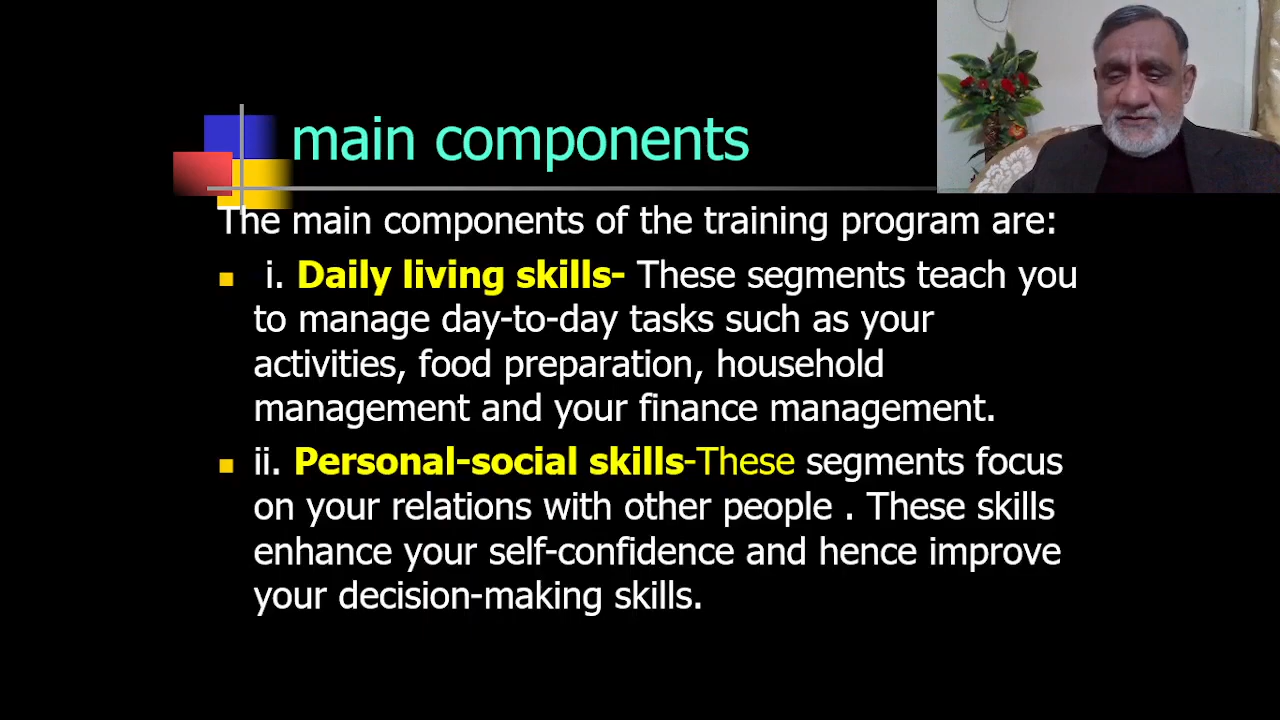 main components
The main components of the training program are:
i. Daily living skills- These segments teach you
to manage day-to-day tasks such as your
activities, food preparation, household
management and your finance management.
ii. Personal-social skills-These segments focus
on your relations with other people . These skills
enhance your self-confidence and hence improve
your decision-making skills.